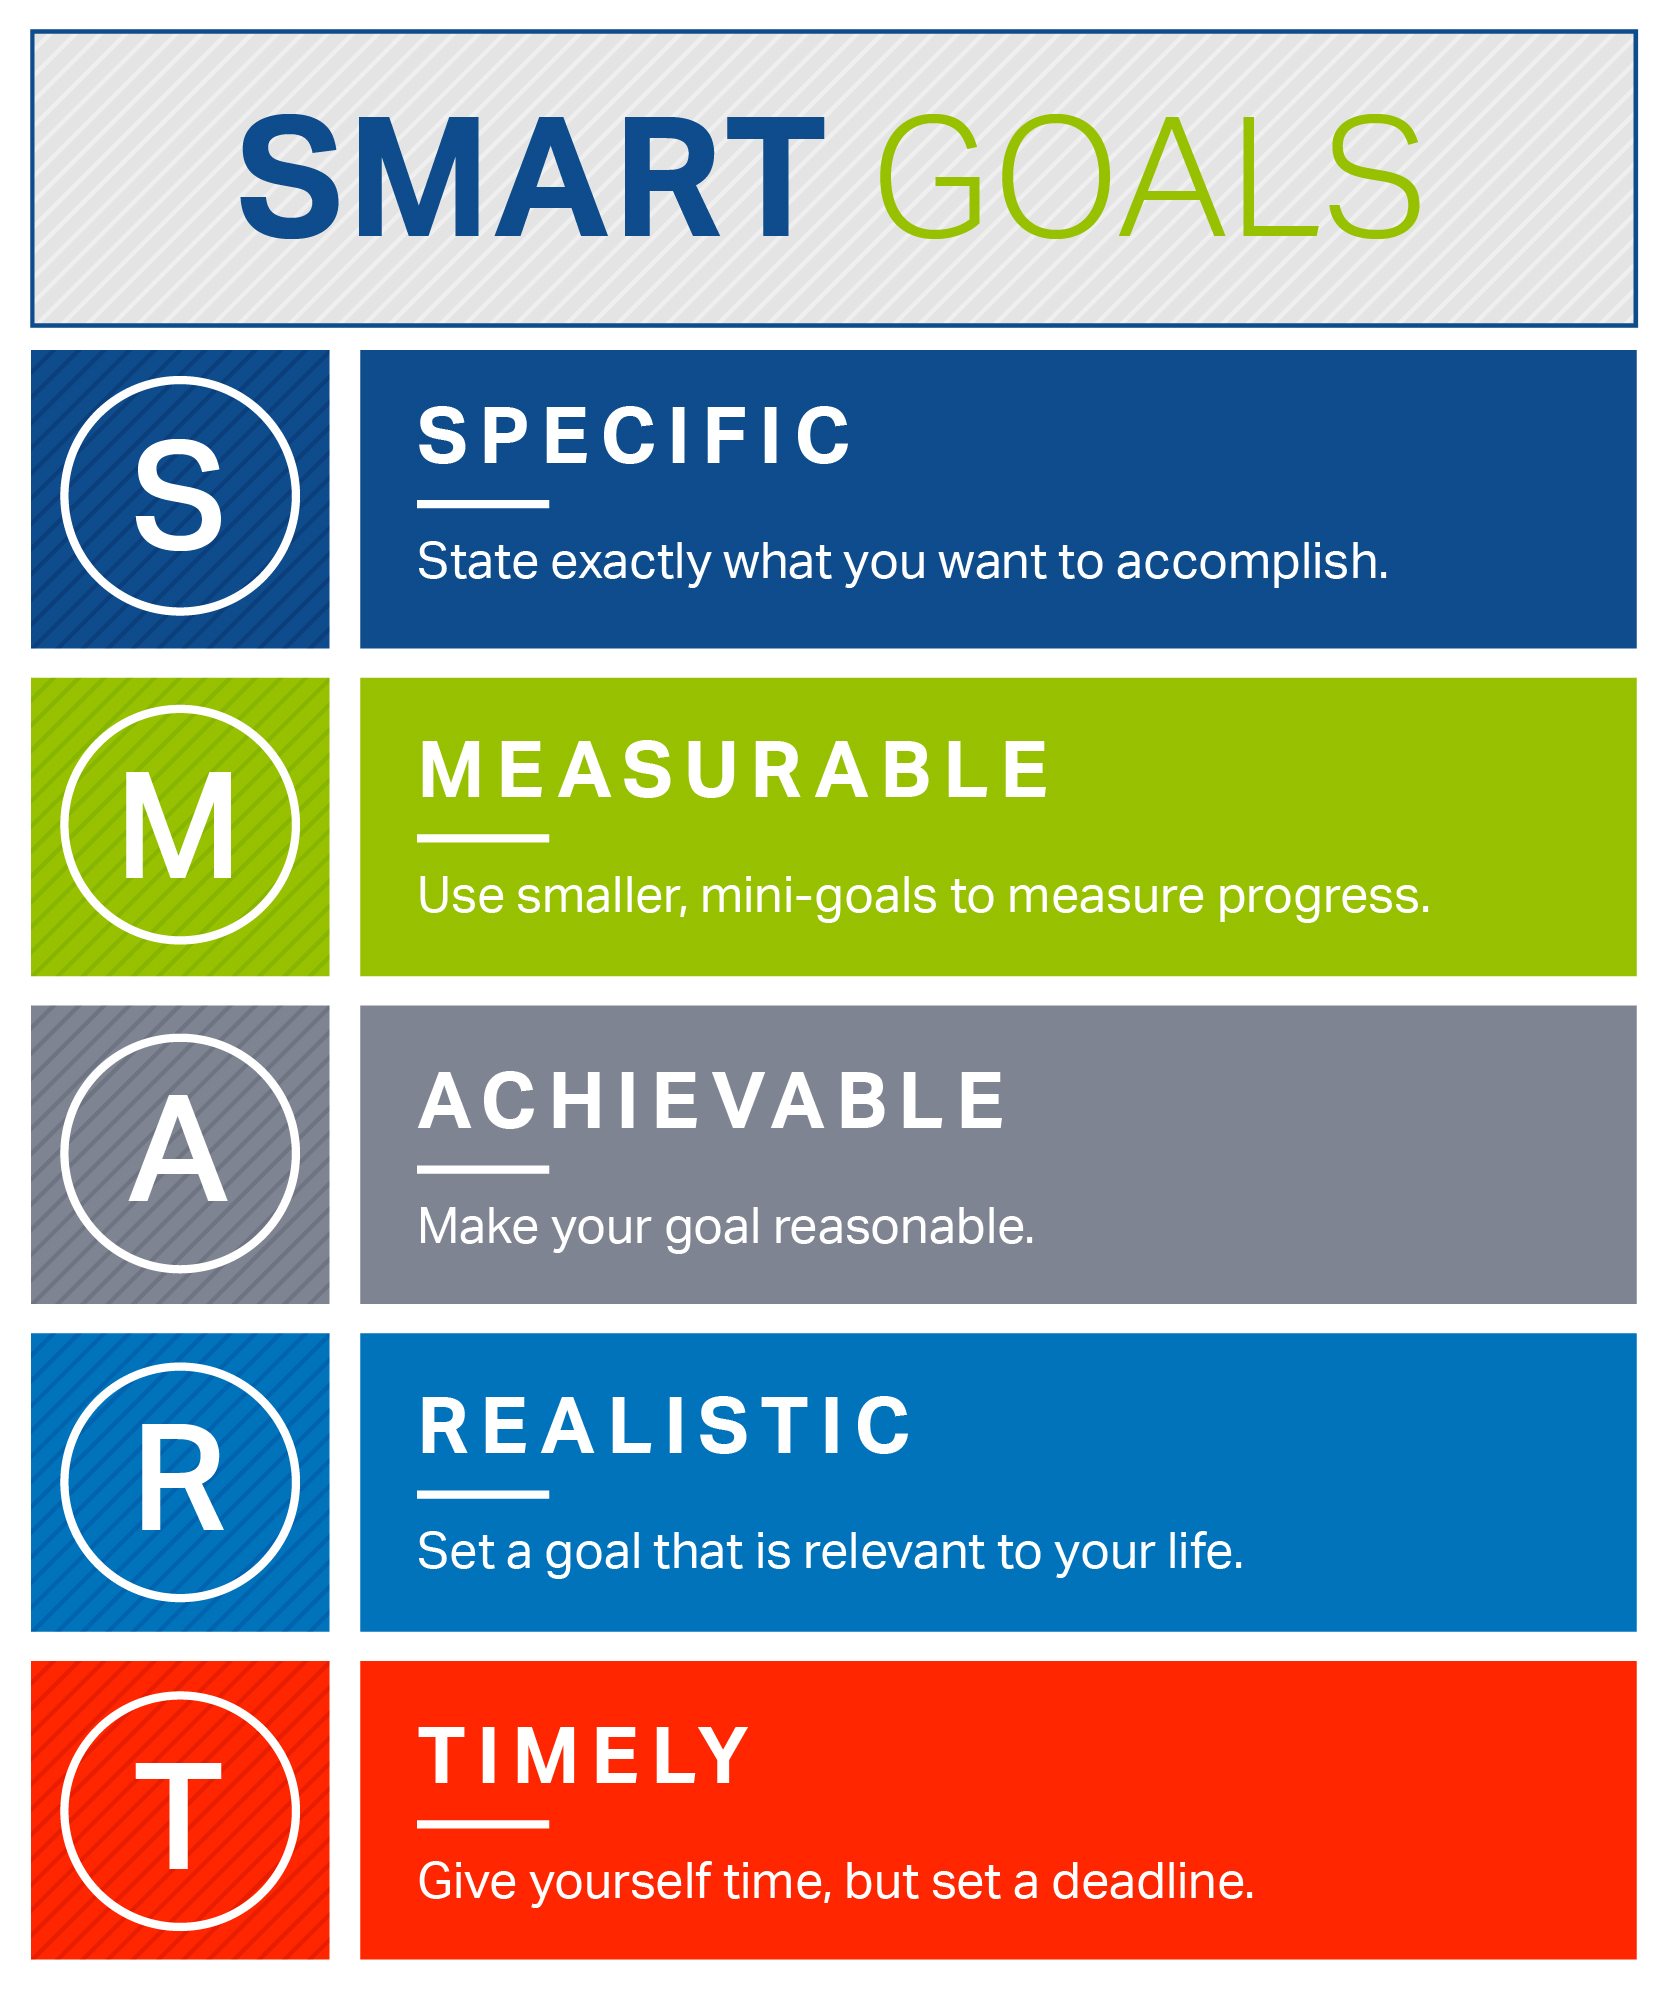 SMART GOALS
S
SPECIFIC
State exactly what you want to accomplish.
M
MEASURABLE
Use smaller, mini-goals to measure progress.
A
ACHIEVABLE
Make your goal reasonable.
R
REALISTIC
Set a goal that is relevant to your life.
T
TIMELY
Give yourself time, but set a deadline.